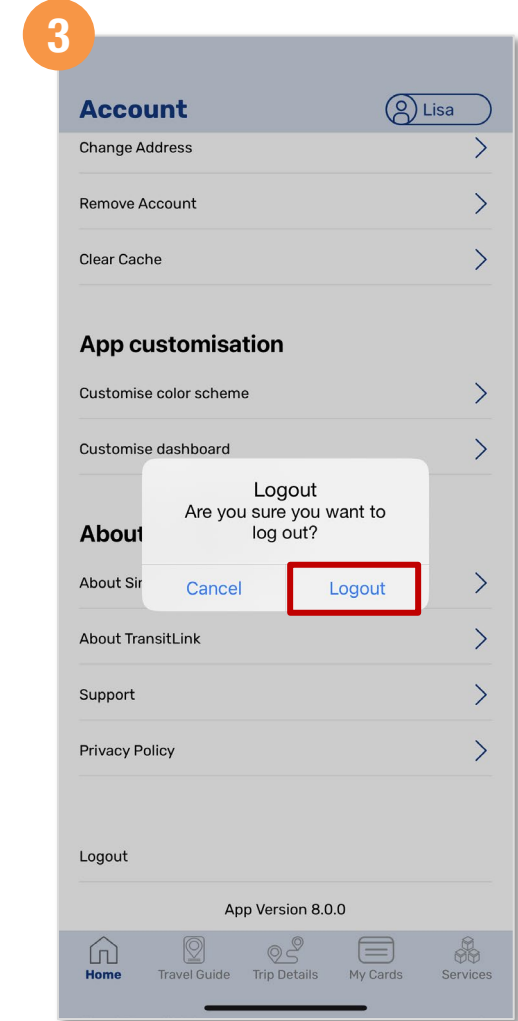 3
Account
Lisa
Change Address
Remove Account
Clear Cache
App customisation
Customise color scheme
Customise dashboard
Logout
Are you sure you want to
log out?
Cancel
Logout
About
About
About TransitLink
Support
Privacy Policy
Logout
App Version 8.0.0
Home
Travel Guide
Trip Details
My Cards
Services